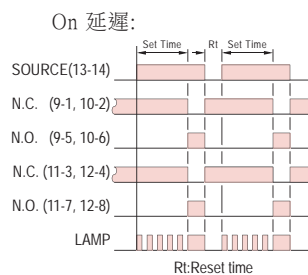 On 延遲:
Set Time Rt Set Time
SOURCE(13-14)
N.C. (9-1, 10-2)
N.O. (9-5, 10-6)
N.C. (11-3, 12-4)
N.O. (11-7, 12-8)
LAMP
Rt:Reset time